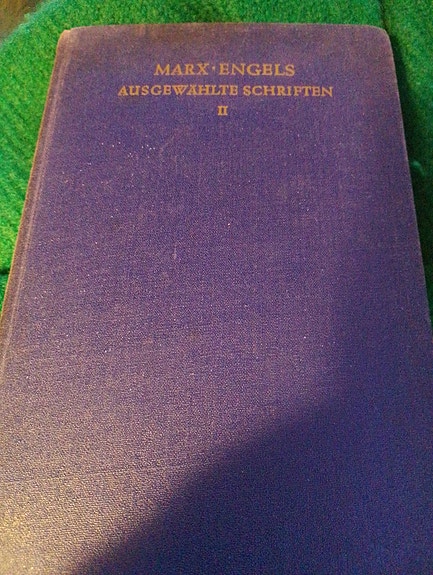 MARX · ENGELS
AUSGEWÄHLTE SCHRIFTEN
II